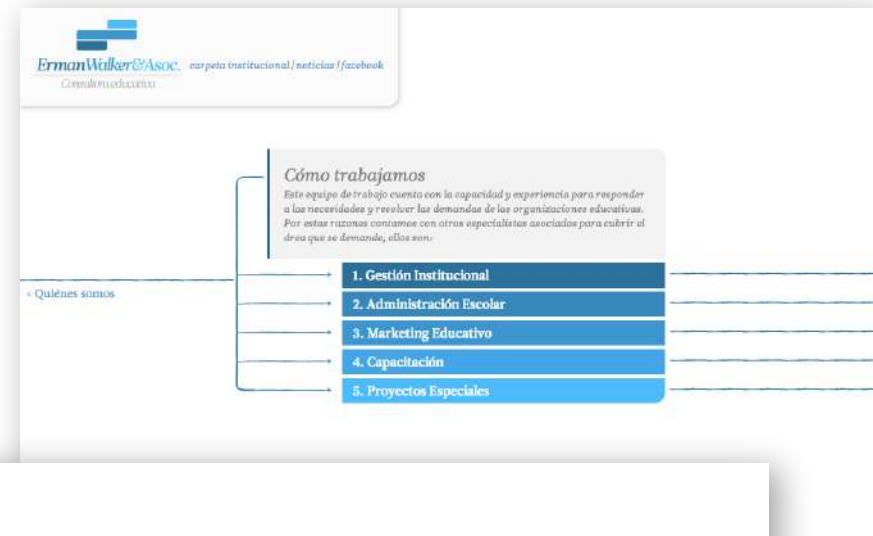 ErmanWalker&Asoc.
Consultora educativa
carpeta institucional / noticias / facebook
Cómo trabajamos
Este equipo de trabajo cuenta con la capacidad y experiencia para responder
a las necesidades y resolver las demandas de las organizaciones educativas.
Por estas razones contamos con otros especialistas asociados para cubrir el
área que se demande, ellos son:
‹ Quiénes somos
1. Gestión Institucional
2. Administración Escolar
3. Marketing Educativo
4. Capacitación
5. Proyectos Especiales